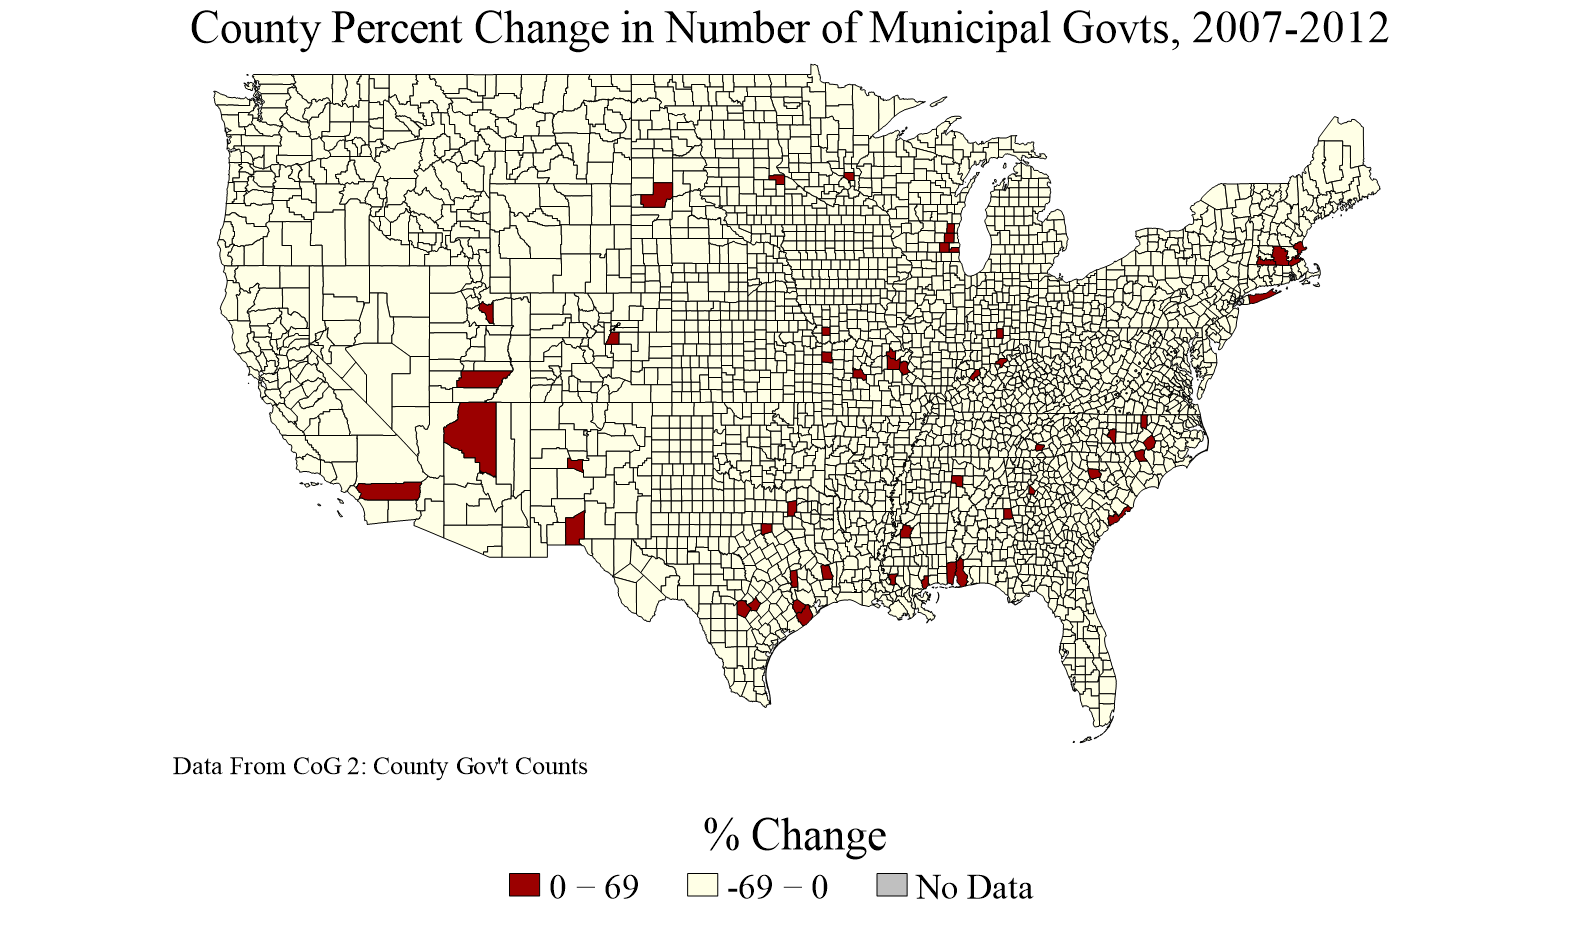 County Percent Change in Number of Municipal Govts, 2007-2012
Data From CoG 2: County Gov't Counts
% Change
0 − 69 -69 − 0 No Data